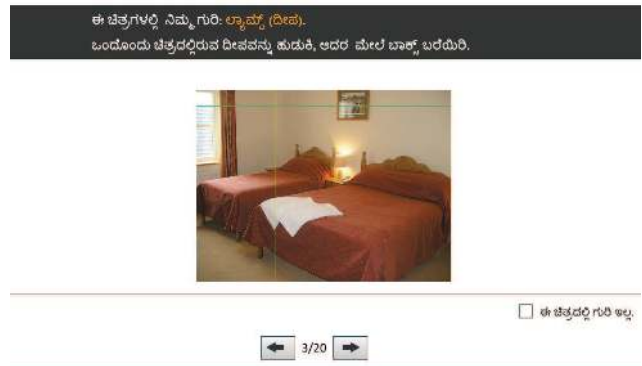 ಈ ಚಿತ್ರಗಳಲ್ಲಿ ನಿಮ್ಮ ಗುರಿ: ಲ್ಯಾಮ್ಪ್ (ದೀಪ).
ಒಂದೊಂದು ಚಿತ್ರದಲ್ಲಿರುವ ದೀಪವನ್ನು ಹುಡುಕಿ, ಅದರ ಮೇಲೆ ಬಾಕ್ಸ್ ಬರೆಯಿರಿ.
ಈ ಚಿತ್ರದಲ್ಲಿ ಗುರಿ ಇಲ್ಲ.
3/20